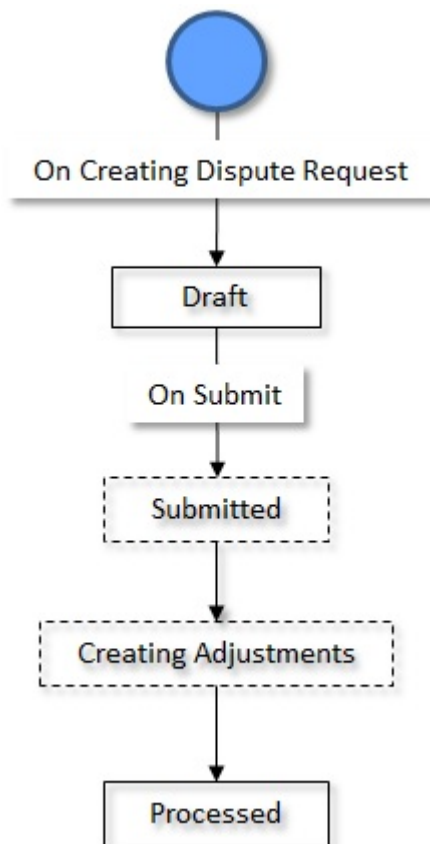 On Creating Dispute Request
Draft
On Submit
Submitted
Creating Adjustments
Processed